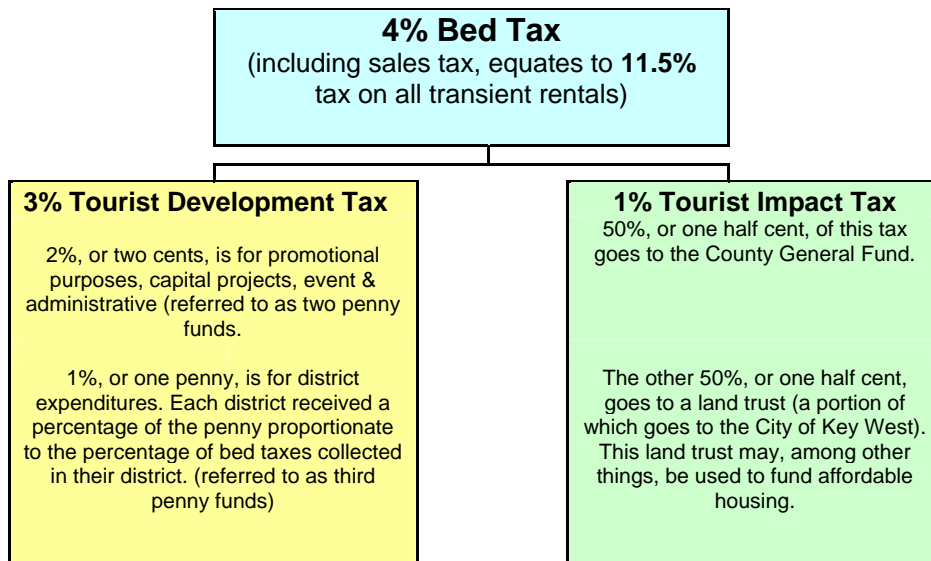 4% Bed Tax
(including sales tax, equates to 11.5%
tax on all transient rentals)
3% Tourist Development Tax
2%, or two cents, is for promotional
purposes, capital projects, event &
administrative (referred to as two penny
funds.
1%, or one penny, is for district
expenditures. Each district received a
percentage of the penny proportionate
to the percentage of bed taxes collected
in their district. (referred to as third
penny funds)
1% Tourist Impact Tax
50%, or one half cent, of this tax
goes to the County General Fund.
The other 50%, or one half cent,
goes to a land trust (a portion of
which goes to the City of Key West).
This land trust may, among other
things, be used to fund affordable
housing.